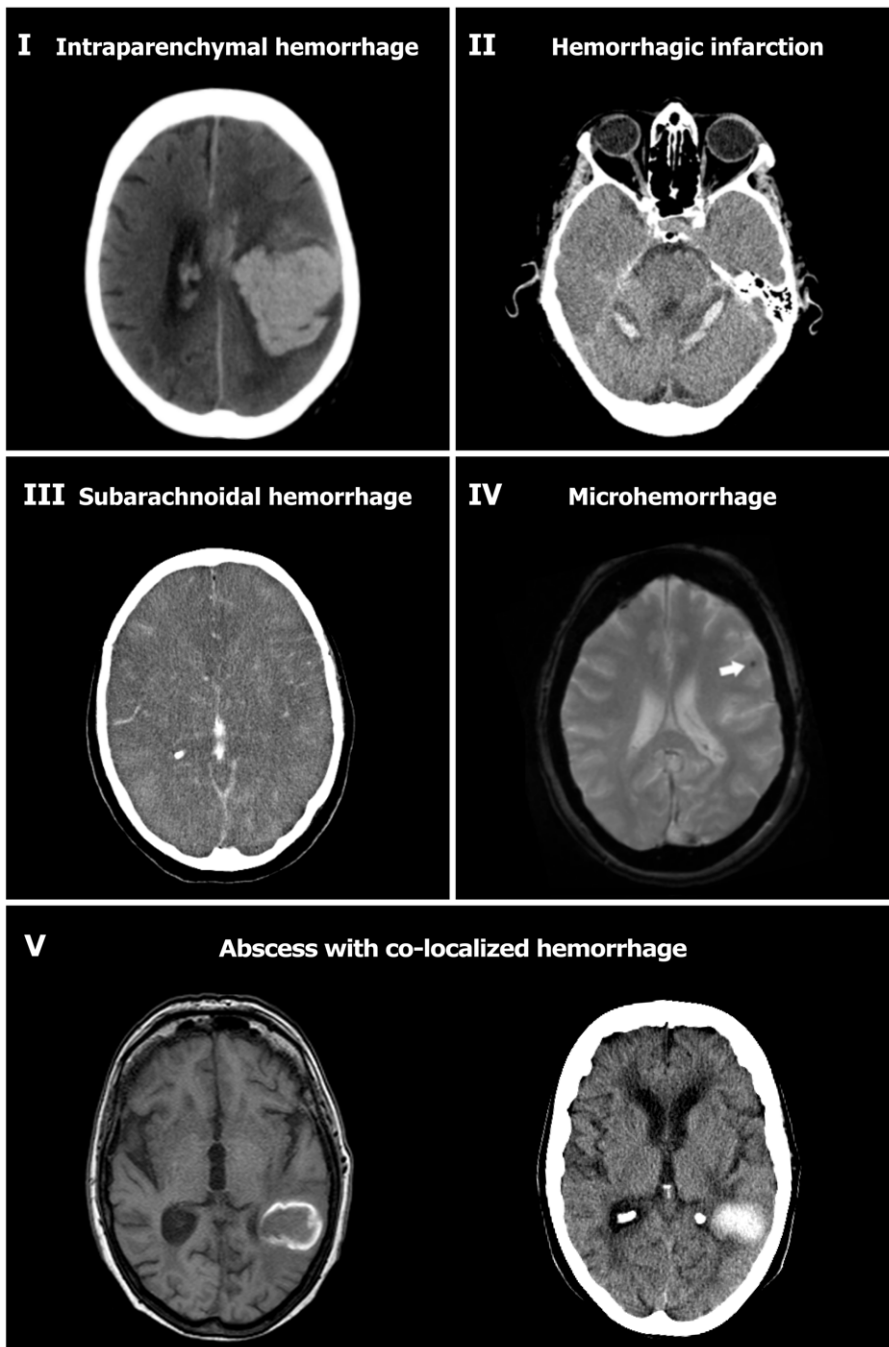 I Intraparenchymal hemorrhage
II Hemorrhagic infarction
III Subarachnoidal hemorrhage
IV Microhemorrhage
V Abscess with co-localized hemorrhage